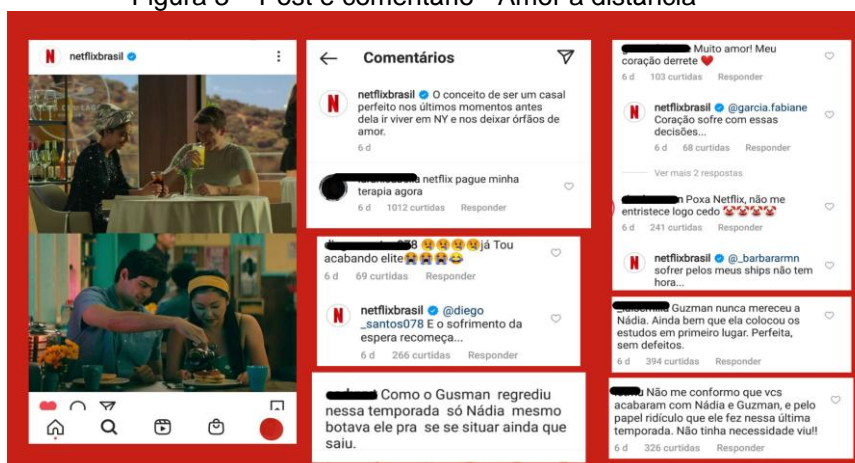 Figura 8 – Post e comentário - Amor à distância
netflixbrasil
Comentários
netflixbrasil O conceito de ser um casal
perfeito nos últimos momentos antes
dela ir viver em NY e nos deixar órfãos de
amor.
6 d
netflix pague minha
terapia agora
6 d 1012 curtidas Responder
8 😢😢😢😢já Tou
acabando elite😭😭😭😂
6 d 69 curtidas Responder
netflixbrasil @diego
_santos078 E o sofrimento da
espera recomeça...
6 d 266 curtidas Responder
Como o Gusman regrediu
nessa temporada só Nádia mesmo
botava ele pra se se situar ainda que
saiu.
Muito amor! Meu
coração derrete ❤️
6 d 103 curtidas Responder
netflixbrasil @garcia.fabiane
Coração sofre com essas
decisões...
6 d 68 curtidas Responder
Ver mais 2 respostas
n Poxa Netflix, não me
entristece logo cedo 🤡🤡🤡🤡
6 d 241 curtidas Responder
netflixbrasil @_barbararmn
sofrer pelos meus ships não tem
hora...
Guzman nunca mereceu a
Nádia. Ainda bem que ela colocou os
estudos em primeiro lugar. Perfeita,
sem defeitos.
6 d 394 curtidas Responder
Não me conformo que vcs
acabaram com Nádia e Guzman, e pelo
papel ridículo que ele fez nessa última
temporada. Não tinha necessidade viu!!
6 d 326 curtidas Responder